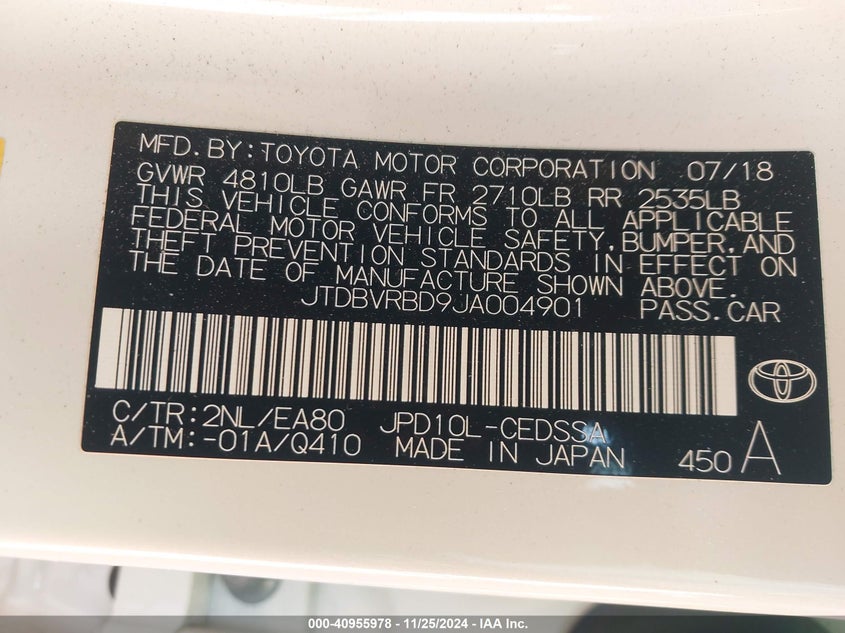 MFD.BY:TOYOTA MOTOR CORPORATION 07/18
GVWR 4810LB GAWR FR 2710LB RR 2535LB
THIS VEHICLE CONFORMS TO ALL APPLICABLE
FEDERAL MOTOR VEHICLE SAFETY,BUMPER,AND
THEFT PREVENTION STANDARDS IN EFFECT ON
THE DATE OF MANUFACTURE SHOWN ABOVE.
JTDBVRBD9JA004901 PASS.CAR
C/TR:2NL/EA80 JPD10L-CEDSSA
A/TM:-01A/Q410 MADE IN JAPAN 450 A
000-40955978 - 11/25/2024 - IAA Inc.